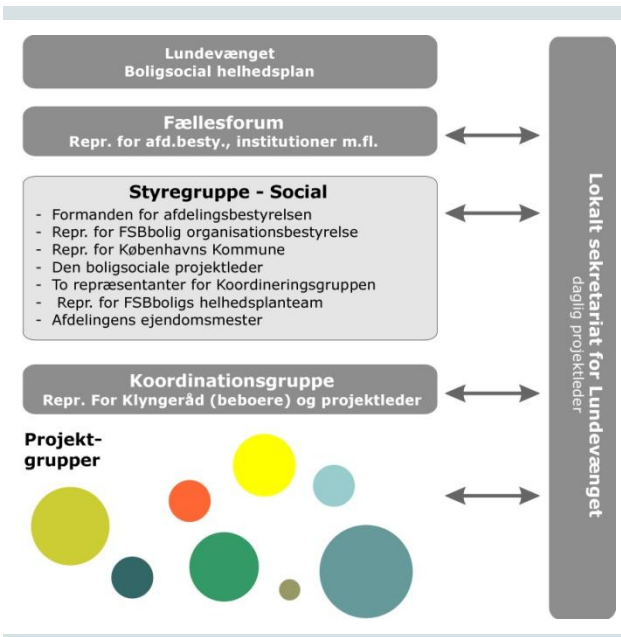 Lundevænget
Boligsocial helhedsplan
Fællesforum
Repr. for afd.besty., institutioner m.fl.
Styregruppe - Social
- Formanden for afdelingsbestyrelsen
- Repr. for FSBbolig organisationsbestyrelse
- Repr. for Københavns Kommune
- Den boligsociale projektleder
- To repræsentanter for Koordineringsgruppen
- Repr. for FSBboligs helhedsplanteam
- Afdelingens ejendomsmester
Koordinationsgruppe
Repr. For Klyngeråd (beboere) og projektleder
Projekt-
grupper
Lokalt sekretariat for Lundevænget
daglig projektleder